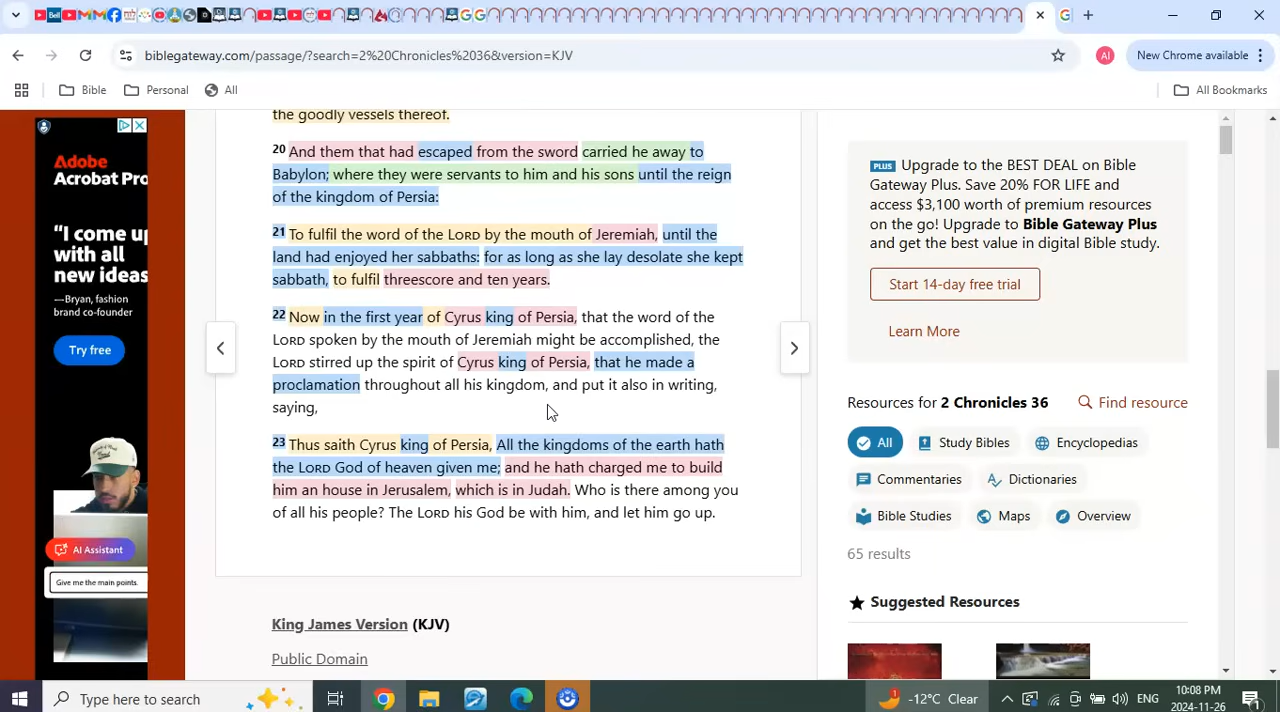 Bell
New Chrome available
biblegateway.com/passage/?search=2%20Chronicles%2036&version=KJV
AI
Bible
Personal
All
All Bookmarks
the goodly vessels thereof.
20 And them that had escaped from the sword carried he away to
Babylon; where they were servants to him and his sons until the reign
of the kingdom of Persia:
21 To fulfil the word of the LORD by the mouth of Jeremiah, until the
land had enjoyed her sabbaths: for as long as she lay desolate she kept
sabbath, to fulfil threescore and ten years.
22 Now in the first year of Cyrus king of Persia, that the word of the
LORD spoken by the mouth of Jeremiah might be accomplished, the
LORD stirred up the spirit of Cyrus king of Persia, that he made a
proclamation throughout all his kingdom, and put it also in writing,
saying,
23 Thus saith Cyrus king of Persia, All the kingdoms of the earth hath
the LORD God of heaven given me; and he hath charged me to build
him an house in Jerusalem, which is in Judah. Who is there among you
of all his people? The LORD his God be with him, and let him go up.
King James Version (KJV)
Public Domain
Adobe
Acrobat Pro
“I come up
with all
new ideas
—Bryan, fashion
brand co-founder
Try free
AI Assistant
Give me the main points.
PLUS Upgrade to the BEST DEAL on Bible
Gateway Plus. Save 20% FOR LIFE and
access $3,100 worth of premium resources
on the go! Upgrade to Bible Gateway Plus
and get the best value in digital Bible study.
Start 14-day free trial
Learn More
Resources for 2 Chronicles 36
Find resource
All
Study Bibles
Encyclopedias
Commentaries
Dictionaries
Bible Studies
Maps
Overview
65 results
Suggested Resources
Type here to search
-12°C Clear
ENG
10:08 PM
2024-11-26
1